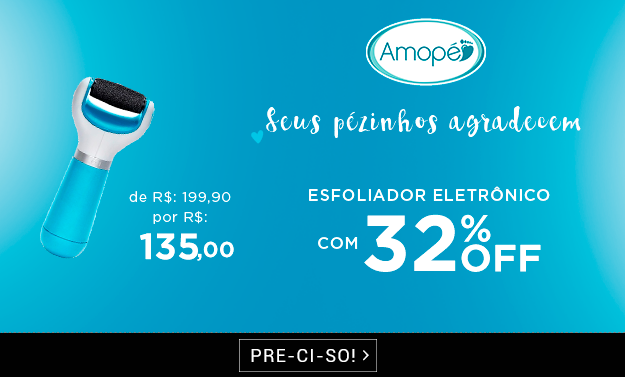 Amopé
Seus pézinhos agradecem
de R$: 199,90
por R$:
135,00
ESFOLIADOR ELETRÔNICO
COM 32% OFF
PRE-CI-SO! >